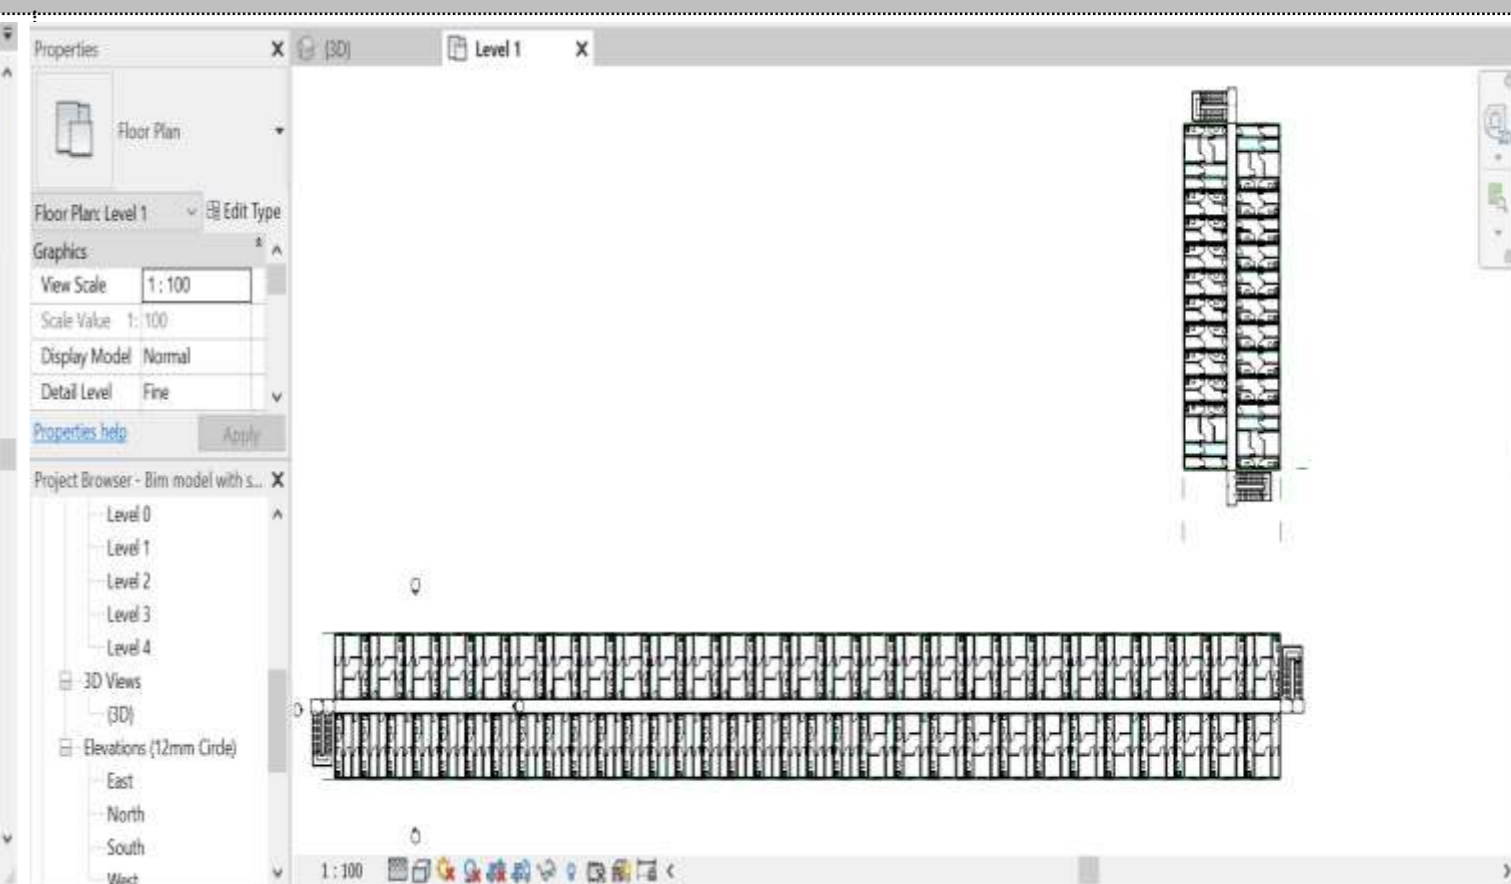 Properties
X
(3D)
Level 1
X
Floor Plan
Floor Plan: Level 1
Edit Type
Graphics
View Scale
1 : 100
Scale Value 1:
100
Display Model
Normal
Detail Level
Fine
Properties help
Apply
Project Browser - Bim model with s...
X
Level 0
Level 1
Level 2
Level 3
Level 4
3D Views
(3D)
Elevations (12mm Circle)
East
North
South
West
1 : 100